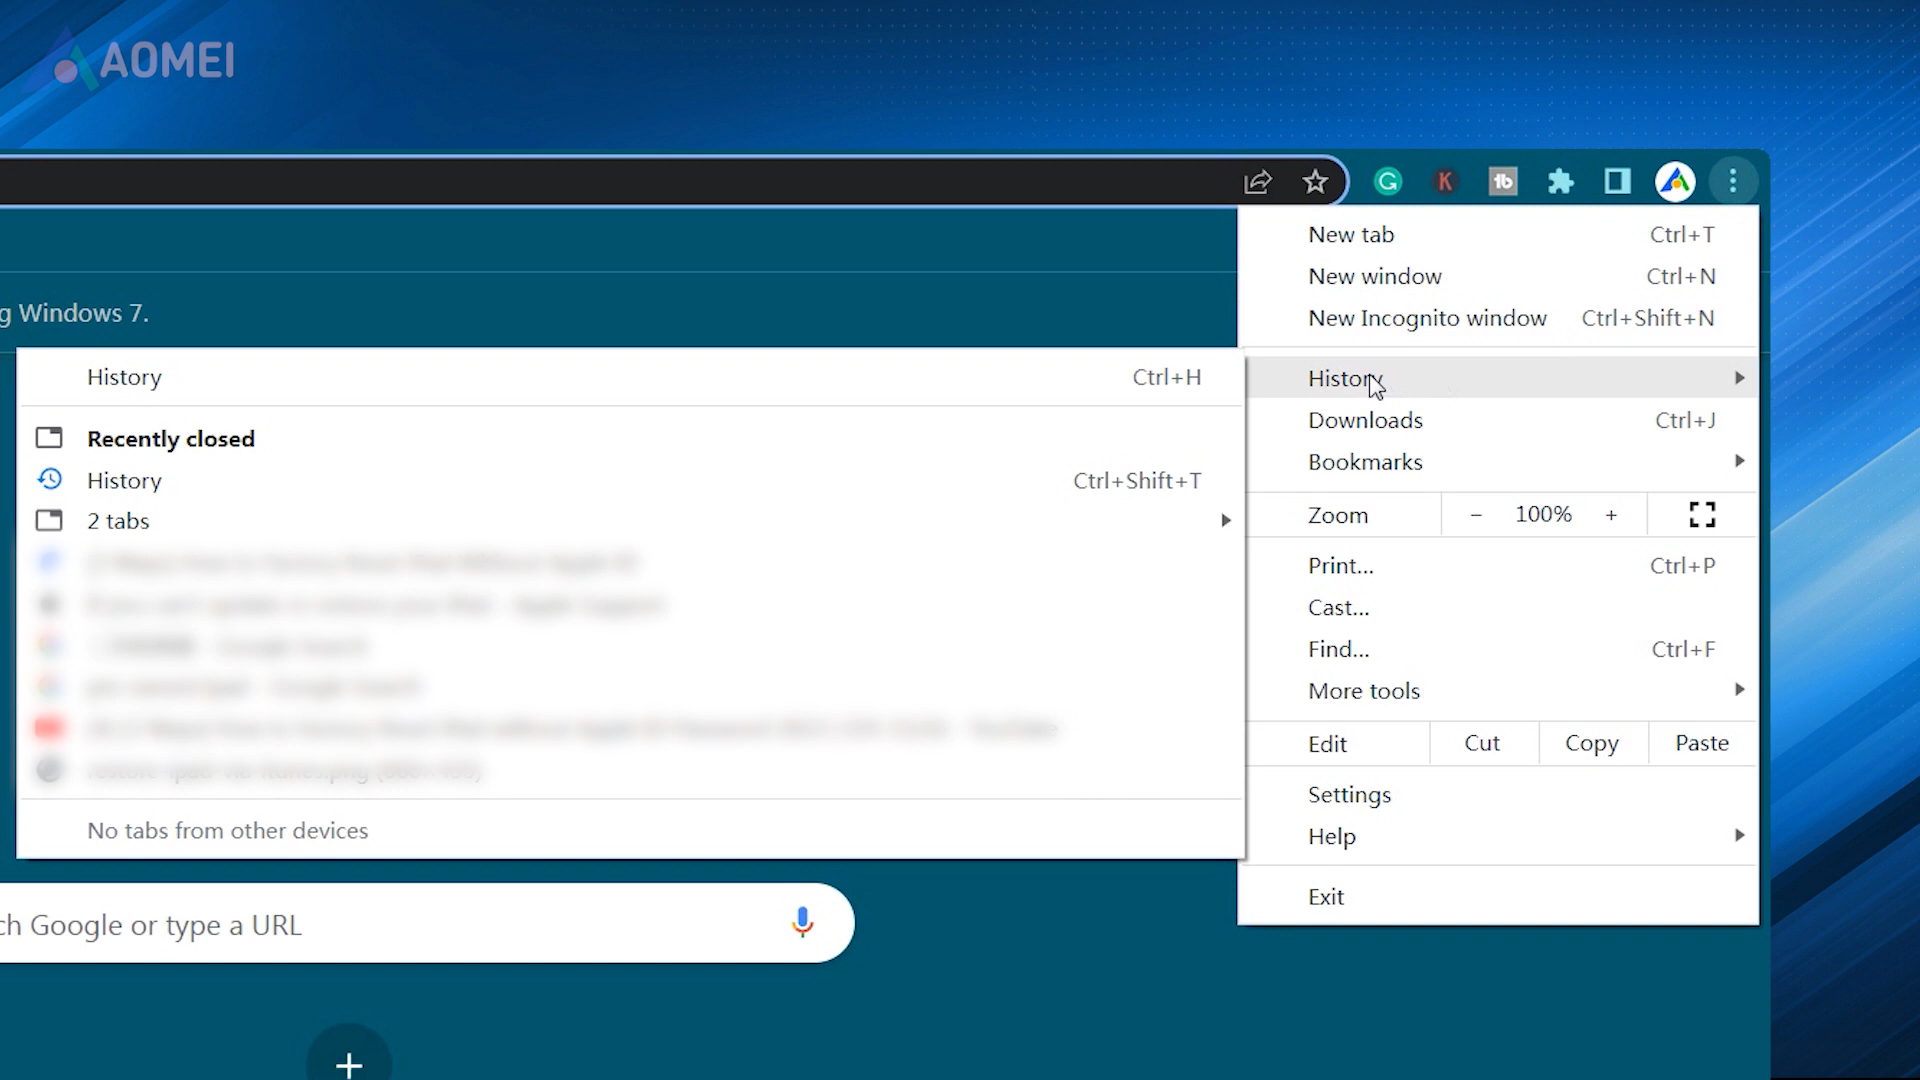 AOMEI
K
tb
New tab Ctrl+T
New window Ctrl+N
New Incognito window Ctrl+Shift+N
g Windows 7.
History Ctrl+H
Recently closed
History Ctrl+Shift+T
2 tabs
No tabs from other devices
History
Downloads Ctrl+J
Bookmarks
Zoom − 100% +
Print... Ctrl+P
Cast...
Find... Ctrl+F
More tools
Edit Cut Copy Paste
Settings
Help
Exit
ch Google or type a URL